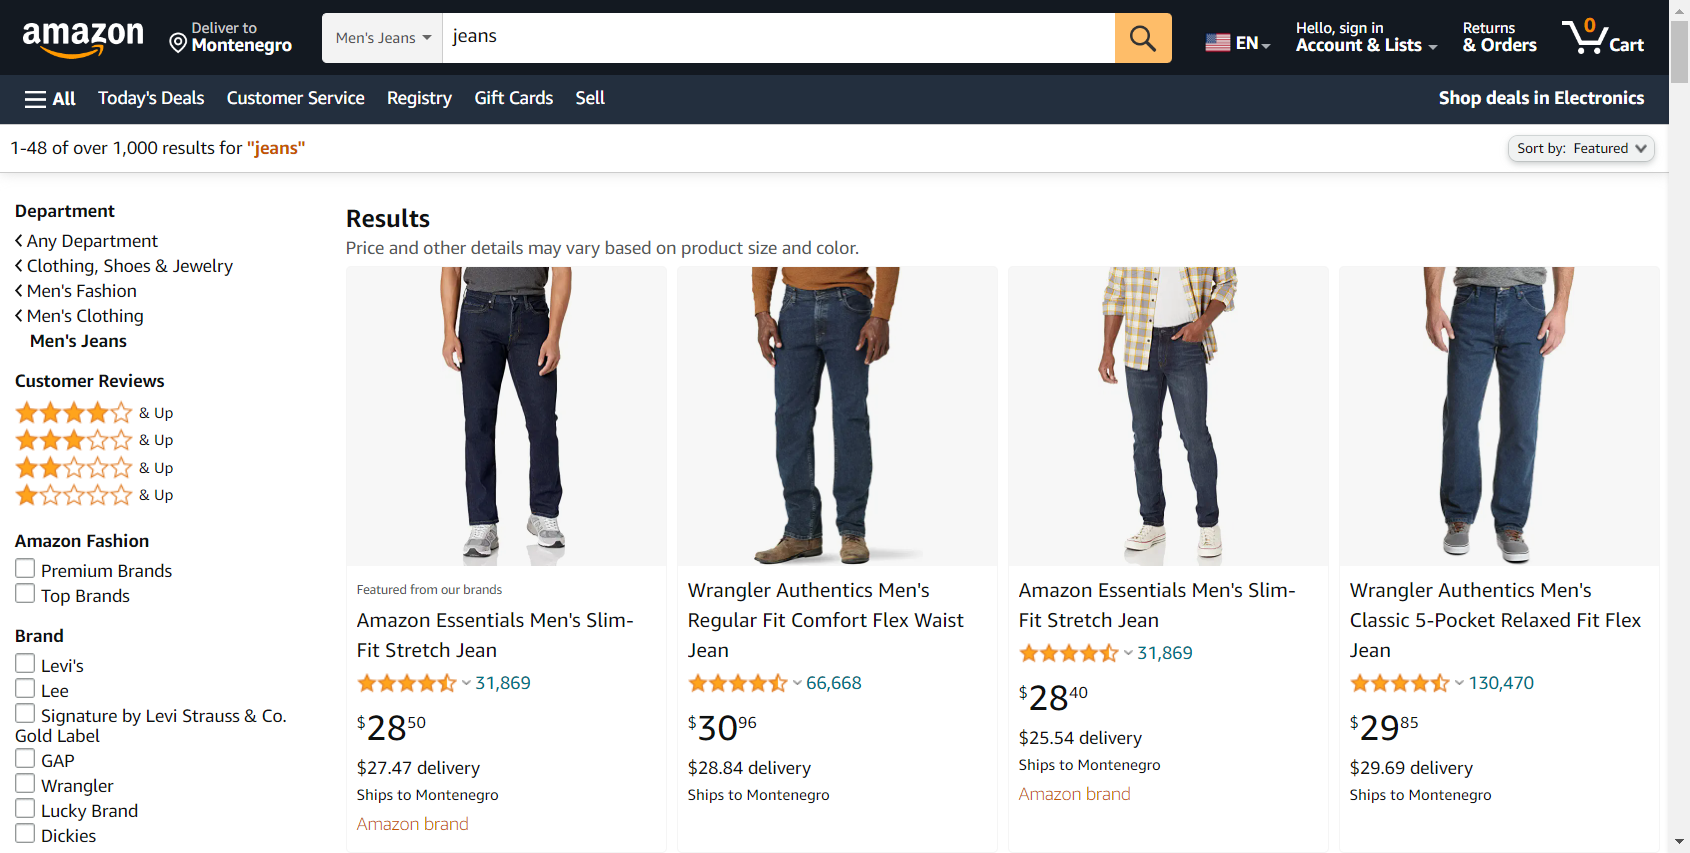 amazon
Deliver to
Montenegro
Men's Jeans
jeans
EN
Hello, sign in
Account & Lists
Returns
& Orders
0
Cart
All
Today's Deals
Customer Service
Registry
Gift Cards
Sell
Shop deals in Electronics
1-48 of over 1,000 results for "jeans"
Sort by: Featured
Department
Any Department
Clothing, Shoes & Jewelry
Men's Fashion
Men's Clothing
Men's Jeans
Customer Reviews
& Up
& Up
& Up
& Up
Amazon Fashion
Premium Brands
Top Brands
Brand
Levi's
Lee
Signature by Levi Strauss & Co.
Gold Label
GAP
Wrangler
Lucky Brand
Dickies
Results
Price and other details may vary based on product size and color.
Featured from our brands
Amazon Essentials Men's Slim-
Fit Stretch Jean
31,869
$2850
$27.47 delivery
Ships to Montenegro
Amazon brand
Wrangler Authentics Men's
Regular Fit Comfort Flex Waist
Jean
66,668
$3096
$28.84 delivery
Ships to Montenegro
Amazon Essentials Men's Slim-
Fit Stretch Jean
31,869
$2840
$25.54 delivery
Ships to Montenegro
Amazon brand
Wrangler Authentics Men's
Classic 5-Pocket Relaxed Fit Flex
Jean
130,470
$2985
$29.69 delivery
Ships to Montenegro